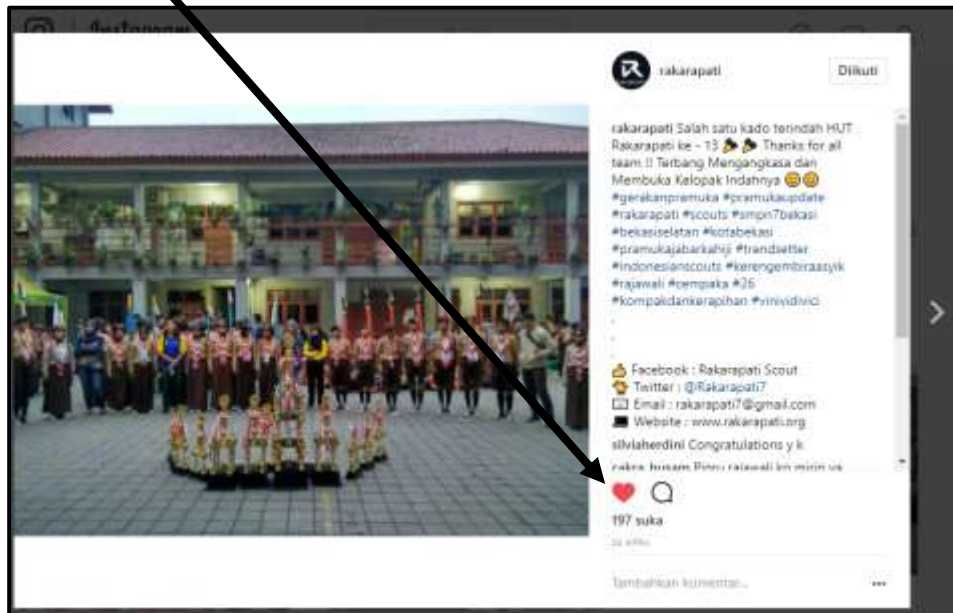 Instagram
rakarapati
Diikuti
rakarapati Salah satu kado terindah HUT
Rakarapati ke - 13 🎉 🎉 Thanks for all
team !! Terbang Mengangkasa dan
Membuka Kelopak Indahnya 😄😊
#gerakanpramuka #pramukaupdate
#rakarapati #scouts #smpn7bekasi
#bekasiselatan #kotabekasi
#pramukajabarkahiji #trendsetter
#indonesianscouts #kerengembiraasyik
#rajawali #cempaka #26
#kompakdankerapihan #vinividivici
.
.
.
Facebook : Rakarapati Scout
Twitter : @Rakarapati7
Email : rakarapati7@gmail.com
Website : www.rakarapati.org
silviaherdini Congratulations y k
rajawali
197 suka
Tambahkan komentar...